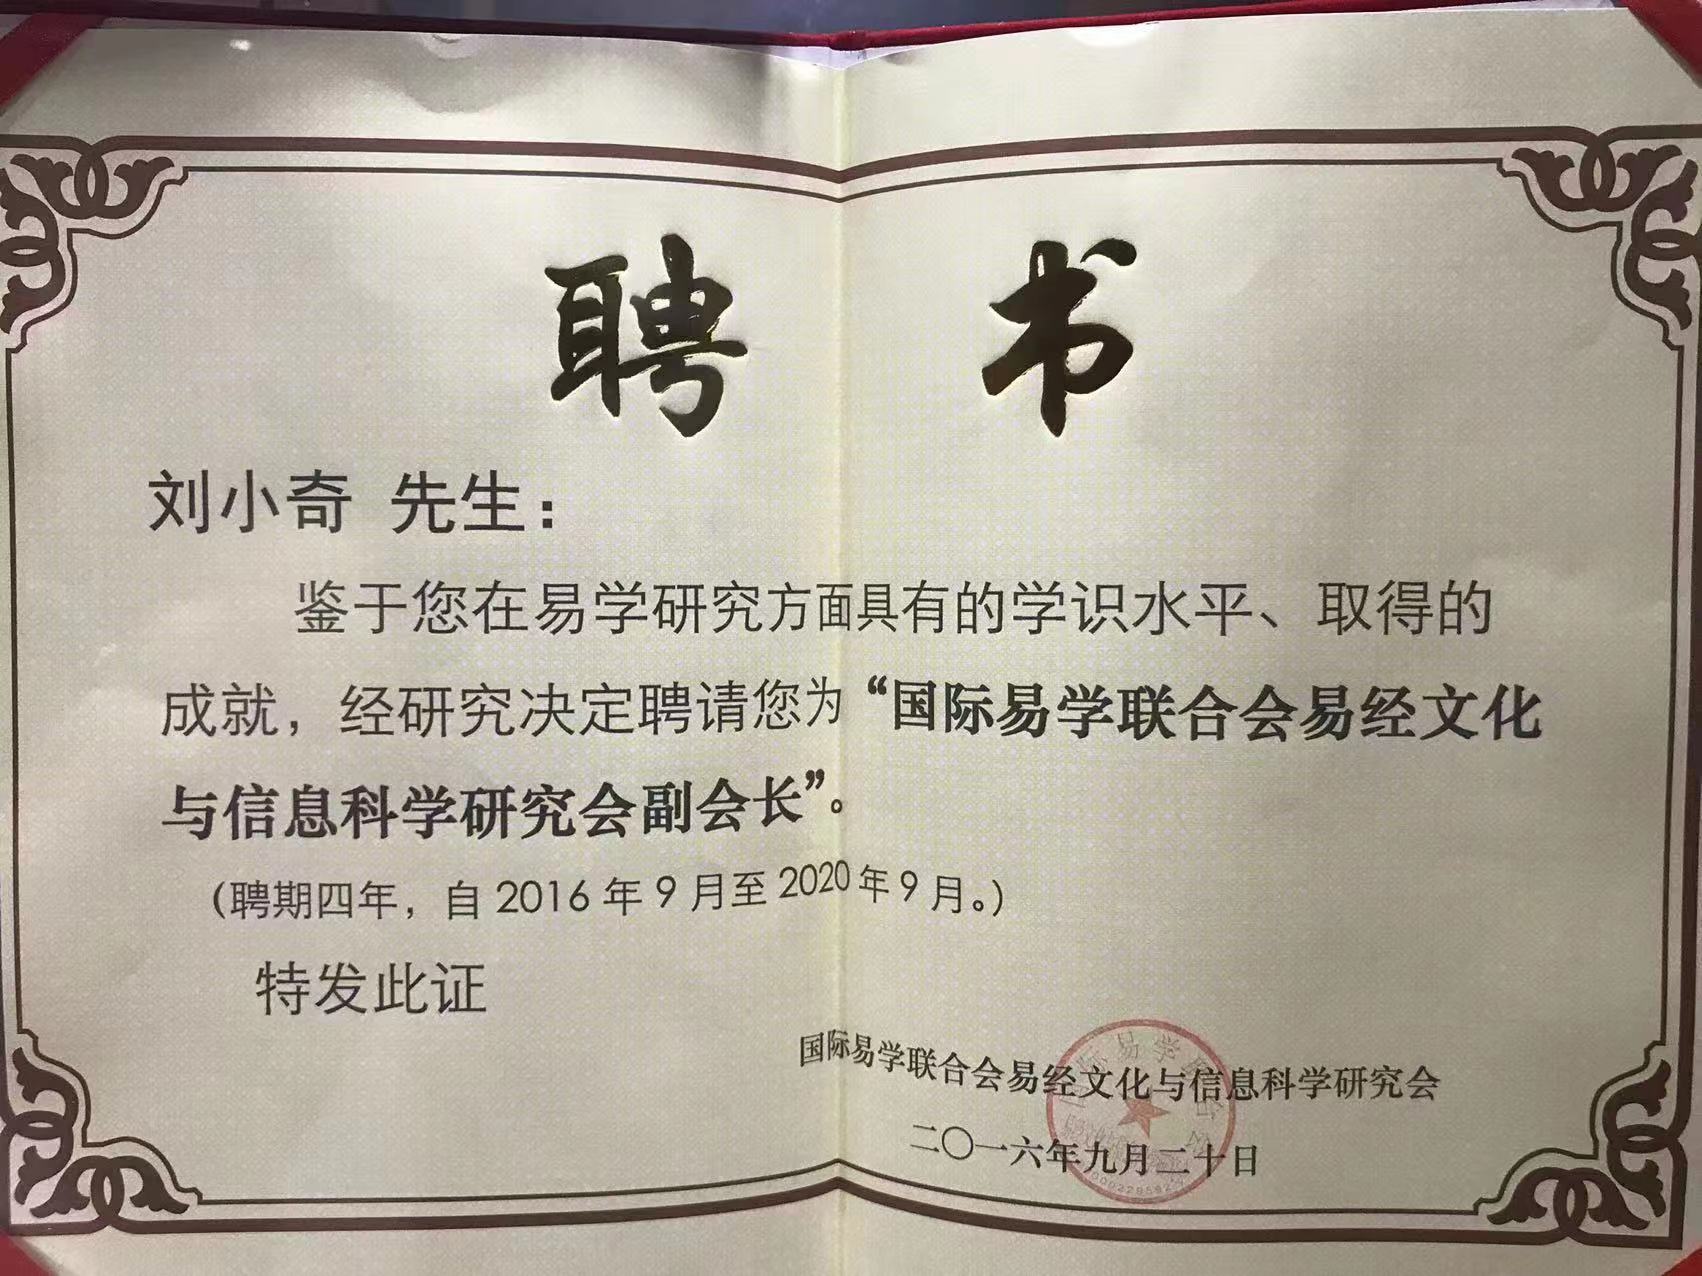 聘 书
刘小奇 先生：
鉴于您在易学研究方面具有的学识水平、取得的
成就，经研究决定聘请您为“国际易学联合会易经文化
与信息科学研究会副会长”。
（聘期四年，自 2016 年 9 月至 2020 年 9 月。）
特发此证
国际易学联合会易经文化与信息科学研究会
二〇一六年九月二十日